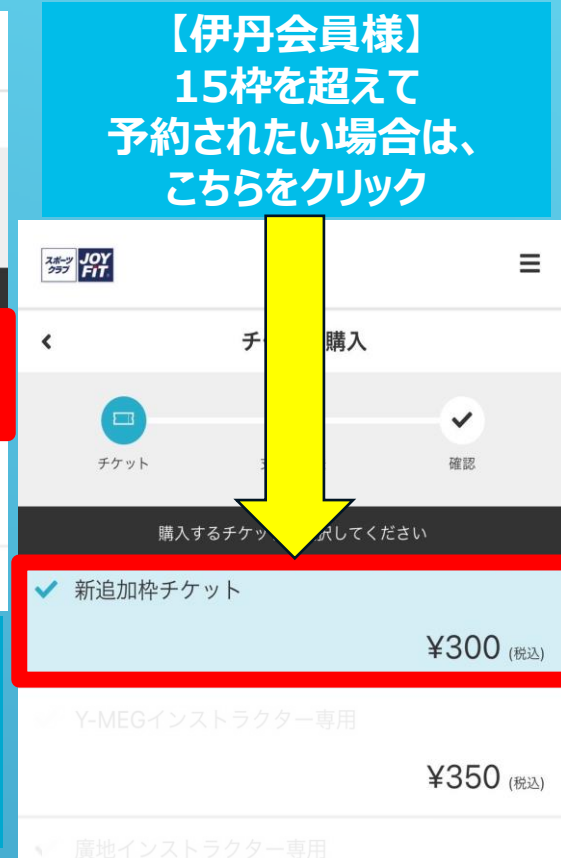 【伊丹会員様】
15枠を超えて
予約されたい場合は、
こちらをクリック
スポーツ
クラブ
JOY
FIT
チ
購入
チケット
確認
購入するチケッ
択してください
新追加枠チケット
¥300 (税込)
Y-MEGインストラクター専用
¥350 (税込)
廣地インストラクター専用